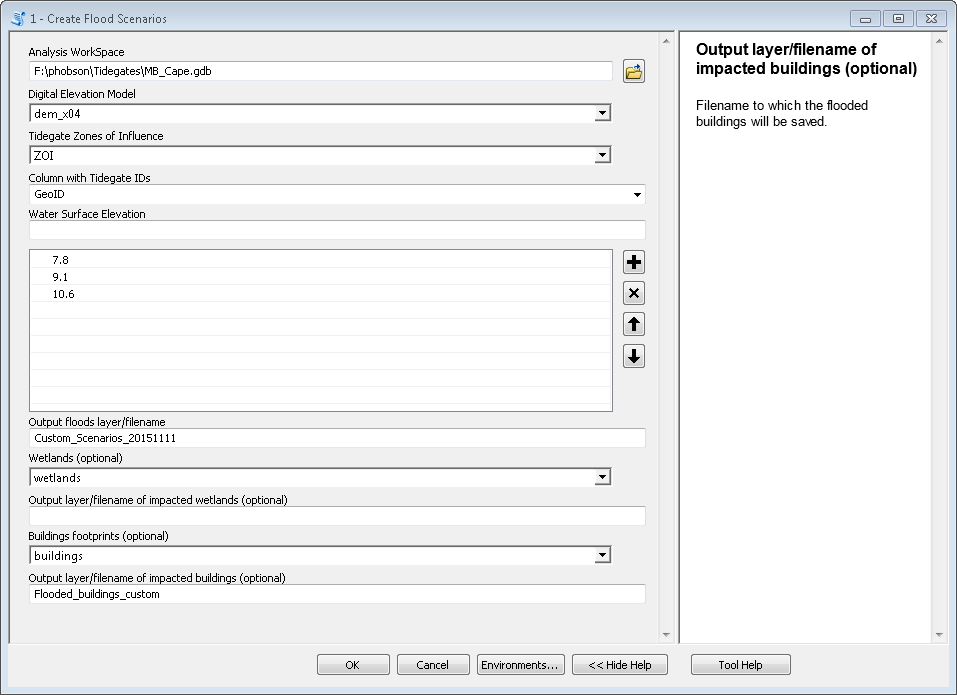 1 - Create Flood Scenarios
Analysis WorkSpace
F:\phobson\Tidegates\MB_Cape.gdb
Digital Elevation Model
dem_x04
Tidegate Zones of Influence
ZOI
Column with Tidegate IDs
GeoID
Water Surface Elevation
7.8
9.1
10.6
Output floods layer/filename
Custom_Scenarios_20151111
Wetlands (optional)
wetlands
Output layer/filename of impacted wetlands (optional)
Buildings footprints (optional)
buildings
Output layer/filename of impacted buildings (optional)
Flooded_buildings_custom
Output layer/filename of
impacted buildings (optional)
Filename to which the flooded
buildings will be saved.
OK Cancel Environments... << Hide Help Tool Help